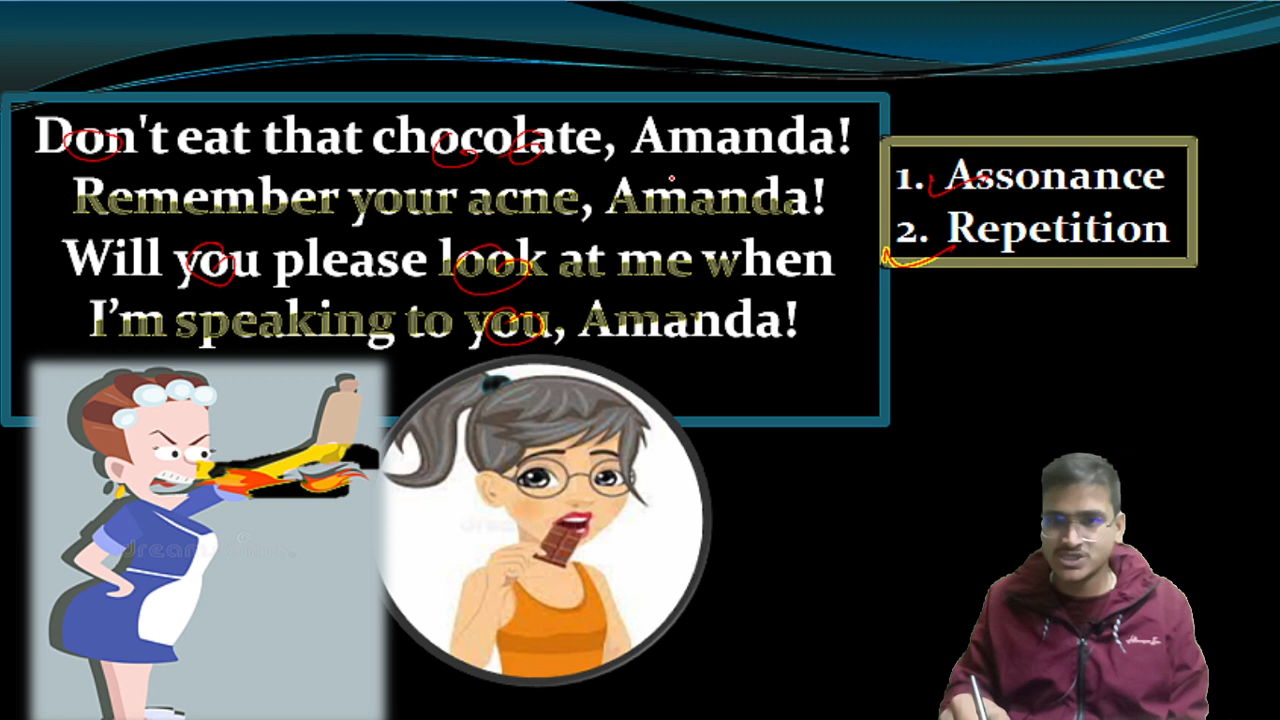 Don't eat that chocolate, Amanda!
Remember your acne, Amanda!
Will you please look at me when
I’m speaking to you, Amanda!
1. Assonance
2. Repetition